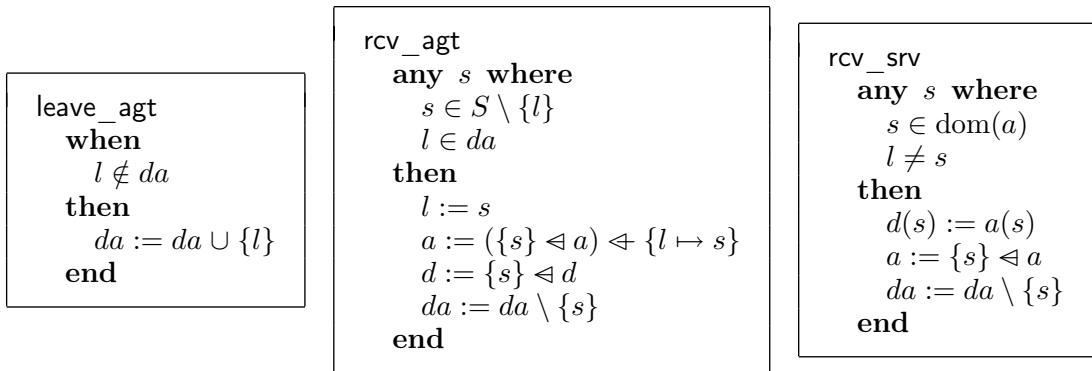 leave_agt
when
l ∉ da
then
da := da ∪ {l}
end
rcv_agt
any s where
s ∈ S \ {l}
l ∈ da
then
l := s
a := ({s} ⩤ a) <+ {l ↦ s}
d := {s} ⩤ d
da := da \ {s}
end
rcv_srv
any s where
s ∈ dom(a)
l ≠ s
then
d(s) := a(s)
a := {s} ⩤ a
da := da \ {s}
end